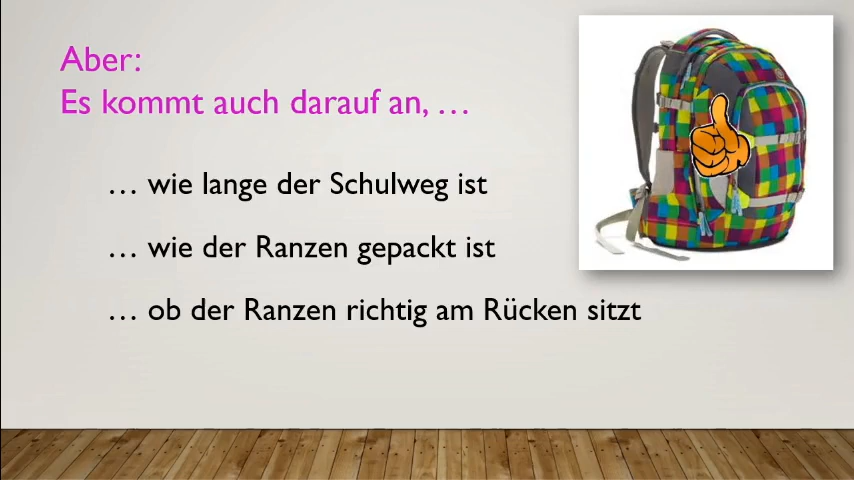 Aber:
Es kommt auch darauf an, …
… wie lange der Schulweg ist
… wie der Ranzen gepackt ist
… ob der Ranzen richtig am Rücken sitzt